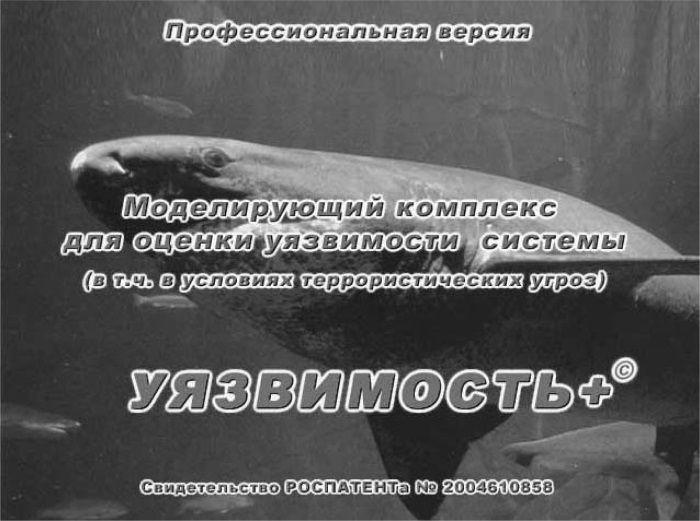 Профессиональная версия
Моделирующий комплекс
для оценки уязвимости системы
(в т.ч. в условиях террористических угроз)
УЯЗВИМОСТЬ+©
Свидетельство РОСПАТЕНТа № 2004610858